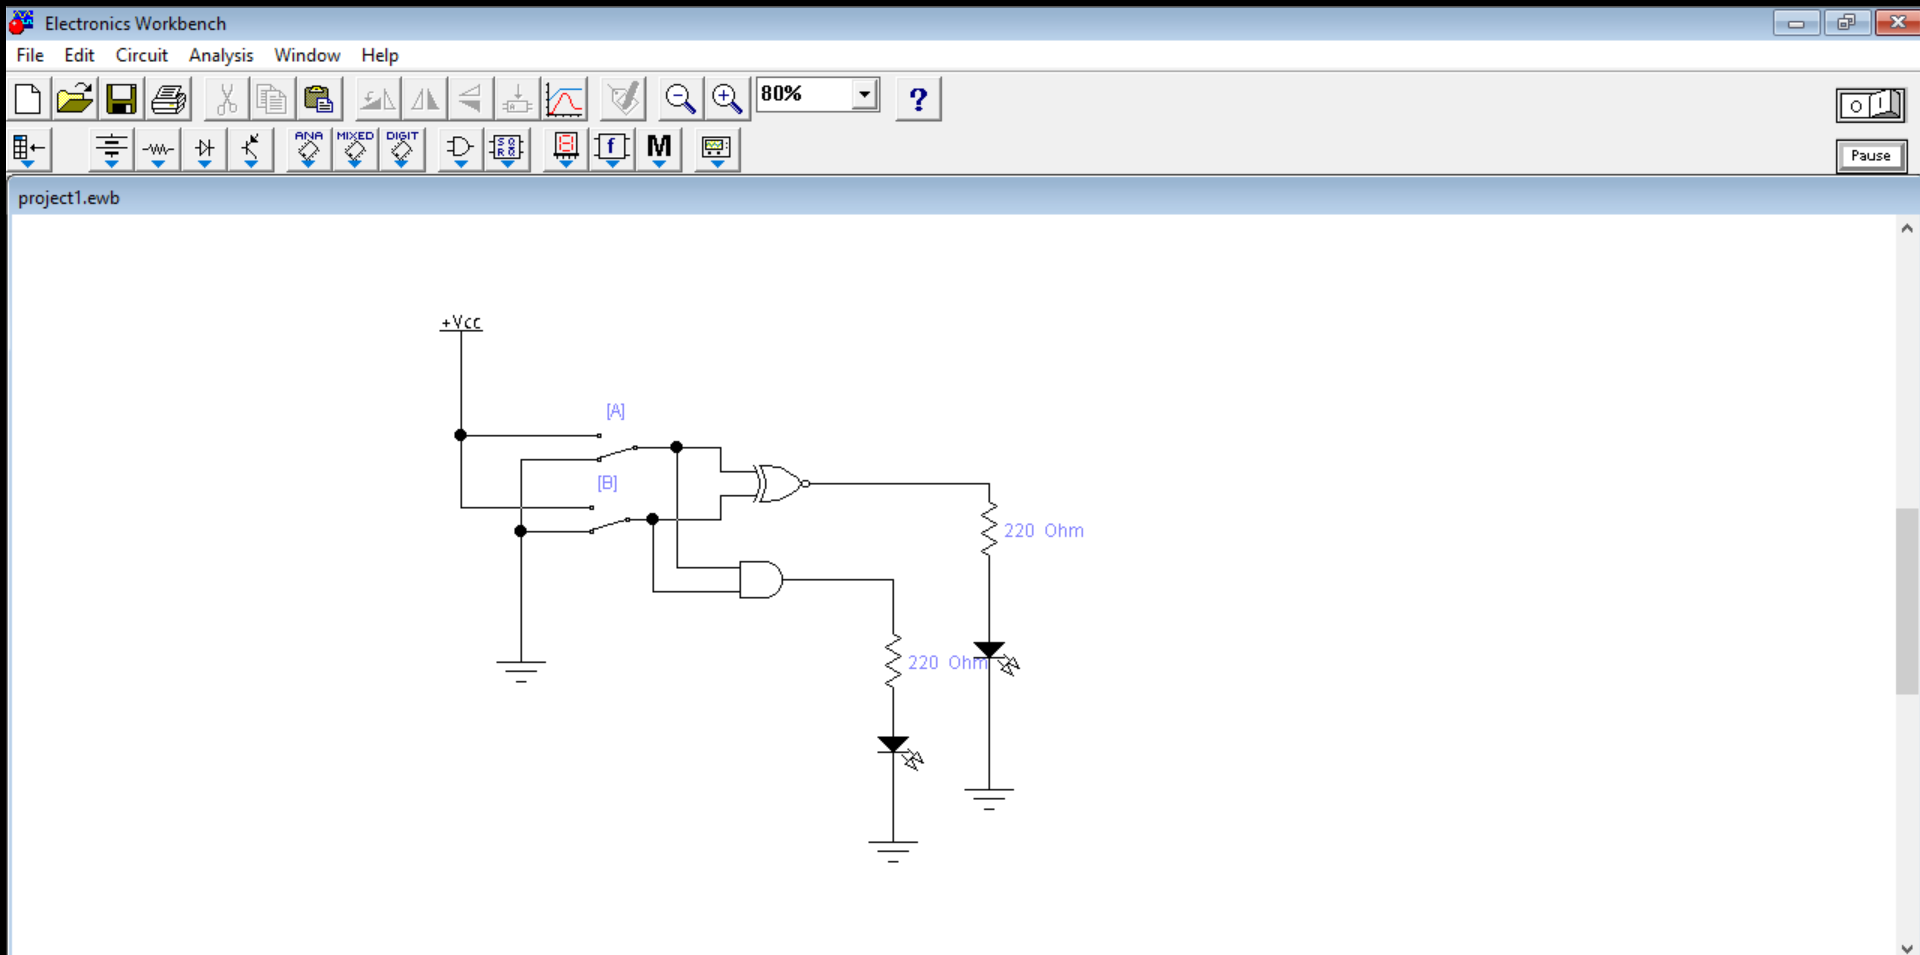 Electronics Workbench
File Edit Circuit Analysis Window Help
80%
?
O I
ANA MIXED DIGIT
f M
Pause
project1.ewb
+Vcc
[A]
[B]
220 Ohm
220 Ohm